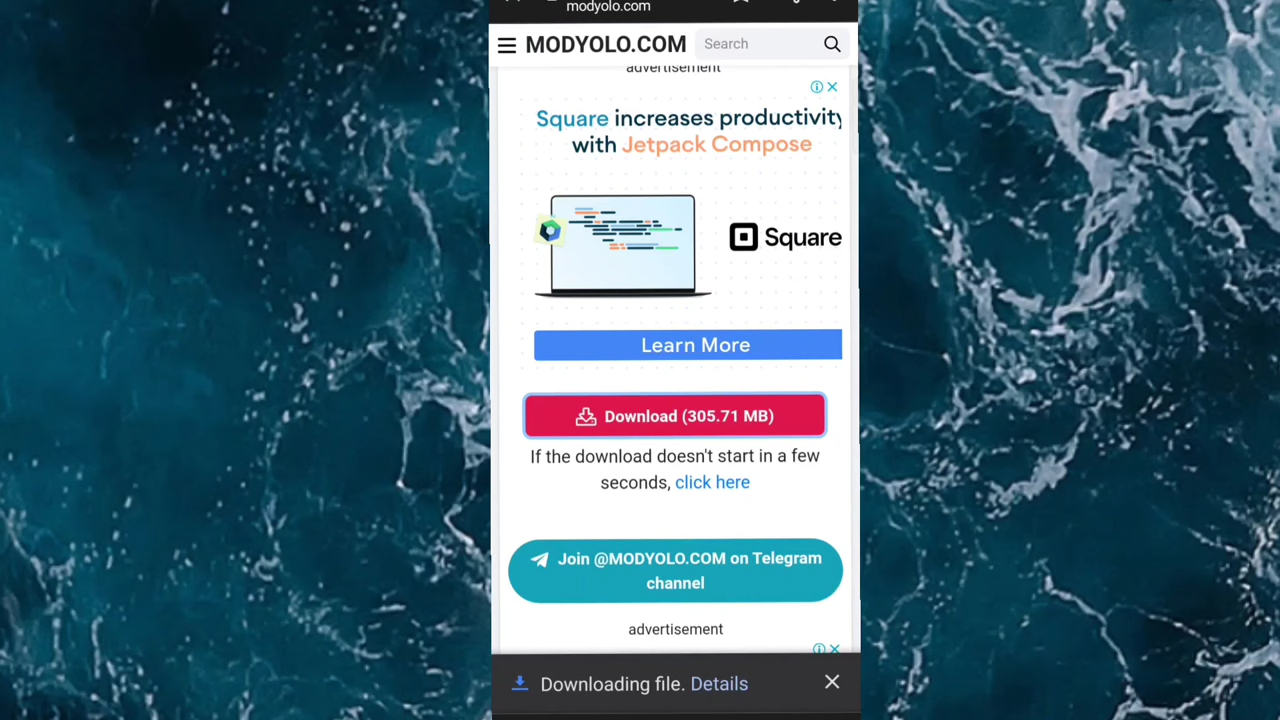 modyolo.com
MODYOLO.COM
Search
advertisement
Square increases productivity
with Jetpack Compose
Square
Learn More
Download (305.71 MB)
If the download doesn't start in a few
seconds, click here
Join @MODYOLO.COM on Telegram
channel
advertisement
Downloading file. Details